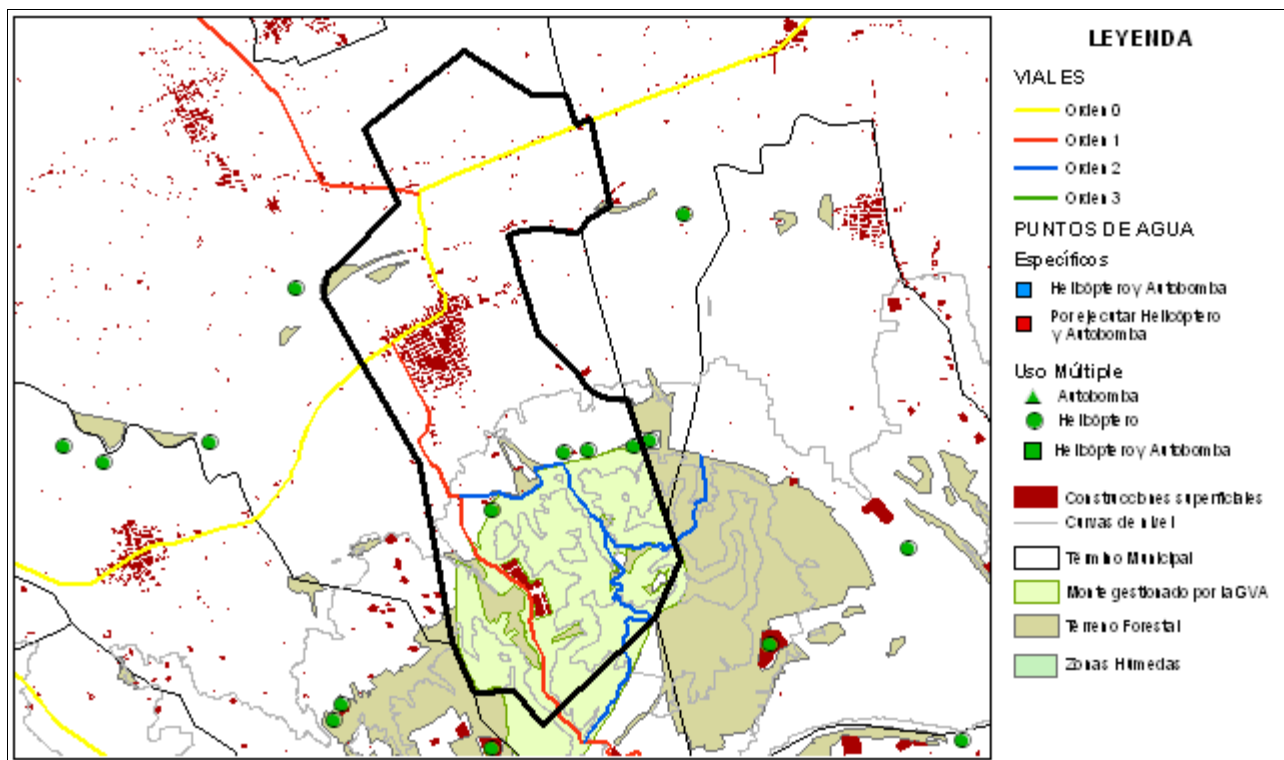 LEYENDA
VIALES
Orden 0
Orden 1
Orden 2
Orden 3
PUNTOS DE AGUA
Específicos
Helicóptero y Autobomba
Por ejecutar Helicóptero
y Autobomba
Uso Múltiple
Autobomba
Helicóptero
Helicóptero y Autobomba
Construcciones superficiales
Curvas de nivel
Término Municipal
Monte gestionado por la GVA
Terreno Forestal
Zonas Húmedas